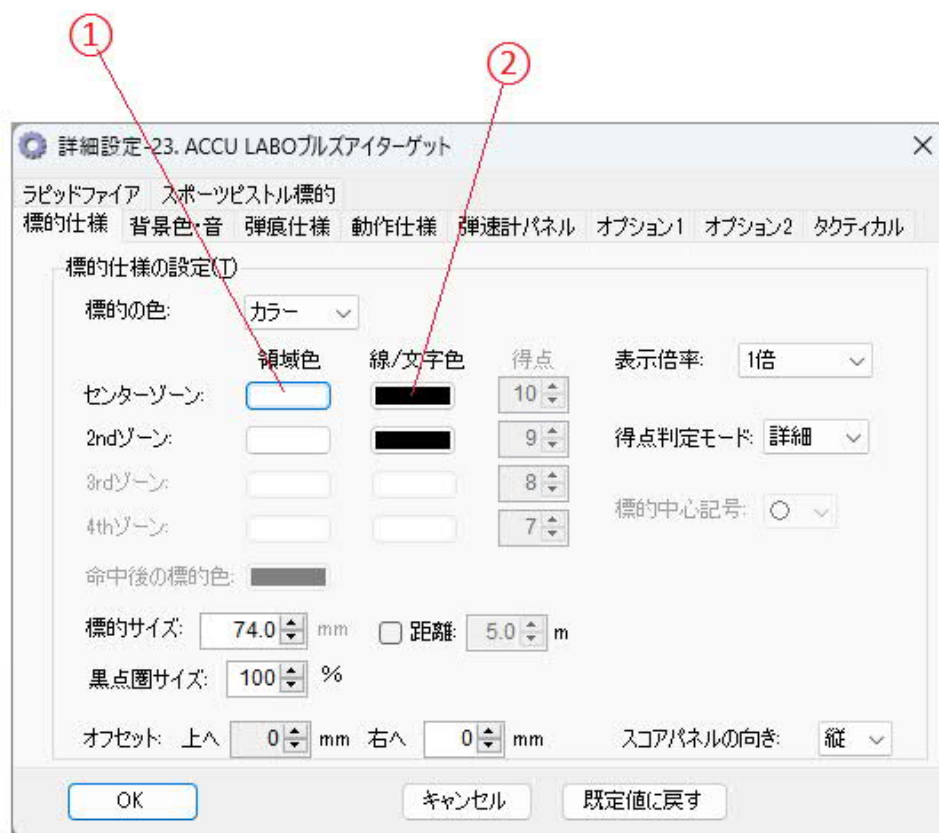 ①
②
詳細設定-23. ACCU LABOブルズアイターゲット
ラピッドファイア スポーツピストル標的
標的仕様 背景色・音 弾痕仕様 動作仕様 弾速計パネル オプション1 オプション2 タクティカル
標的仕様の設定(T)
標的の色: カラー
領域色 線/文字色 得点 表示倍率: 1倍
センターゾーン: 10
2ndゾーン: 9 得点判定モード: 詳細
3rdゾーン: 8
標的中心記号: ○
4thゾーン: 7
命中後の標的色:
標的サイズ: 74.0 mm 距離: 5.0 m
黒点圏サイズ: 100 %
オフセット: 上へ 0 mm 右へ 0 mm スコアパネルの向き: 縦
OK キャンセル 既定値に戻す